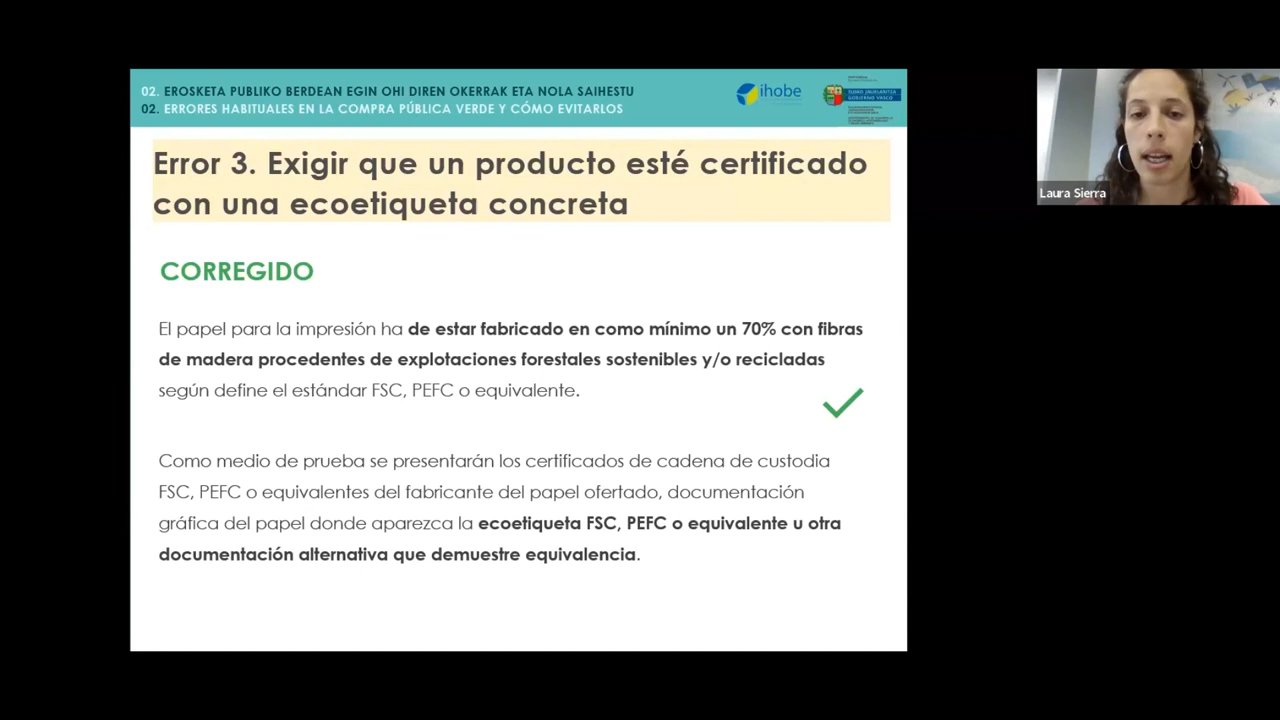 02. EROSKETA PUBLIKO BERDEAN EGIN OHI DIREN OKERRAK ETA NOLA SAIHESTU
02. ERRORES HABITUALES EN LA COMPRA PÚBLICA VERDE Y CÓMO EVITARLOS
ihobe
EUSKO JAURLARITZA
GOBIERNO VASCO
Error 3. Exigir que un producto esté certificado
con una ecoetiqueta concreta
CORREGIDO
El papel para la impresión ha de estar fabricado en como mínimo un 70% con fibras
de madera procedentes de explotaciones forestales sostenibles y/o recicladas
según define el estándar FSC, PEFC o equivalente.
Como medio de prueba se presentarán los certificados de cadena de custodia
FSC, PEFC o equivalentes del fabricante del papel ofertado, documentación
gráfica del papel donde aparezca la ecoetiqueta FSC, PEFC o equivalente u otra
documentación alternativa que demuestre equivalencia.
Laura Sierra